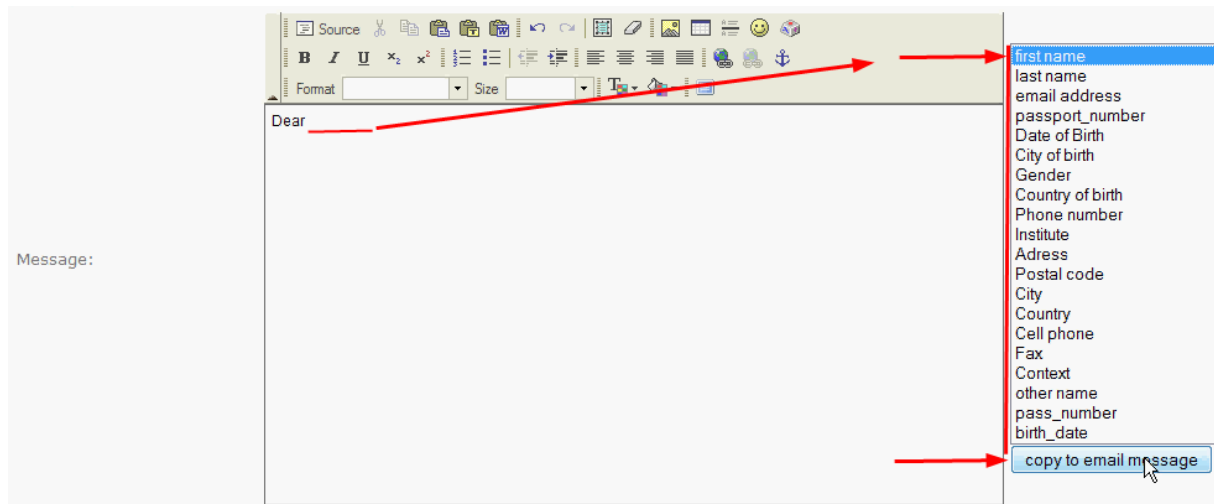 Source
B I U x₂ x²
Format Size
Dear
Message:
first name
last name
email address
passport_number
Date of Birth
City of birth
Gender
Country of birth
Phone number
Institute
Adress
Postal code
City
Country
Cell phone
Fax
Context
other name
pass_number
birth_date
copy to email message